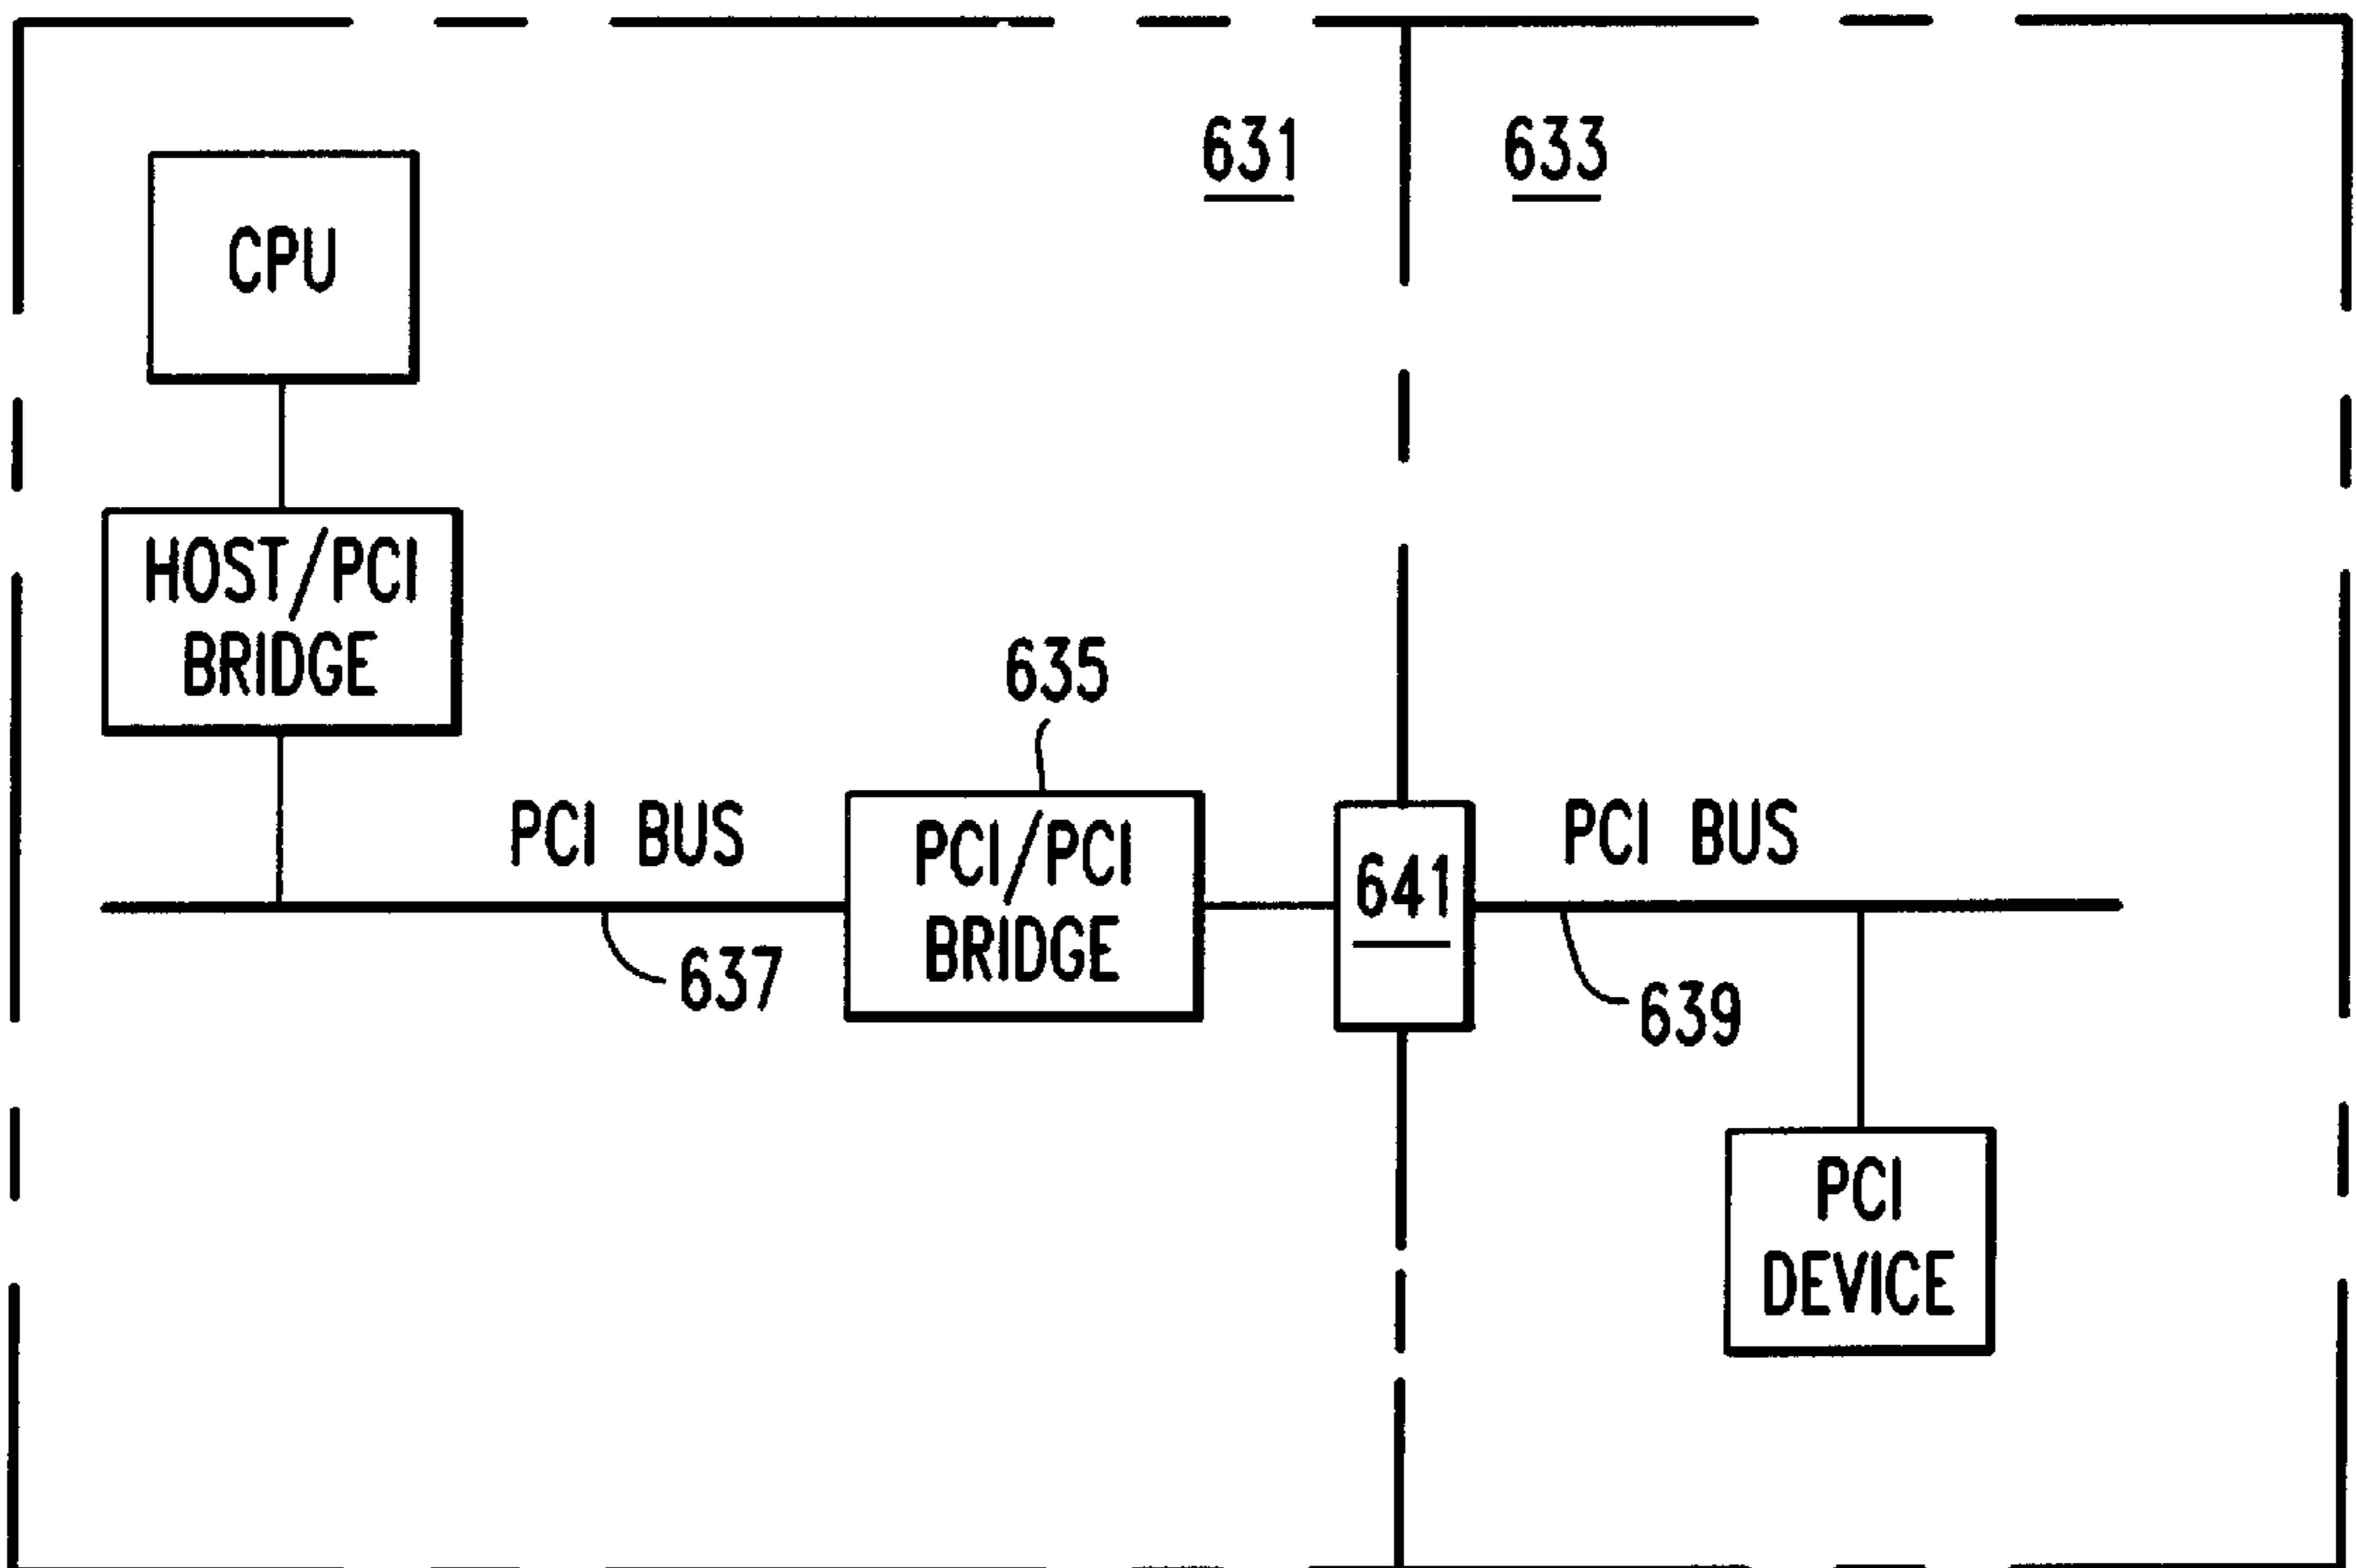 631
633
CPU
HOST/PCI
BRIDGE
635
PCI BUS
PCI/PCI
BRIDGE
641
PCI BUS
637
639
PCI
DEVICE